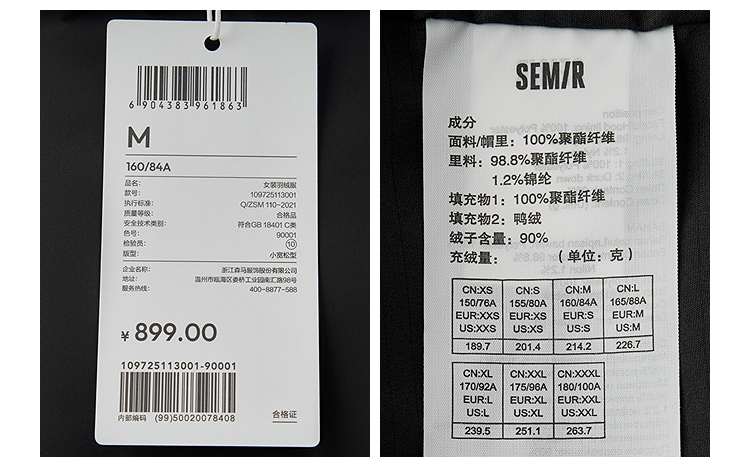 6 904383 961863
M
160/84A
品名: 女装羽绒服
款号: 109725113001
执行标准: Q/ZSM 110-2021
质量等级: 合格品
安全技术类别: 符合GB 18401 C类
色号: 90001
检验员: 10
版型: 小宽松型
企业名称: 浙江森马服饰股份有限公司
地址: 温州市瓯海区娄桥工业园南汇路98号
服务热线: 400-8877-588
¥ 899.00
109725113001-90001
内部编码 (99)50020078408
合格证
SEMIR
成分
面料/帽里: 100%聚酯纤维
里料: 98.8%聚酯纤维
1.2%锦纶
填充物1: 100%聚酯纤维
填充物2: 鸭绒
绒子含量: 90%
充绒量: (单位: 克)
CN:XS CN:S CN:M CN:L
150/76A 155/80A 160/84A 165/88A
EUR:XXS EUR:XS EUR:S EUR:M
US:XXS US:XS US:S US:M
189.7 201.4 214.2 226.7
CN:XL CN:XXL CN:XXXL
170/92A 175/96A 180/100A
EUR:L EUR:XL EUR:XXL
US:L US:XL US:XXL
239.5 251.1 263.7